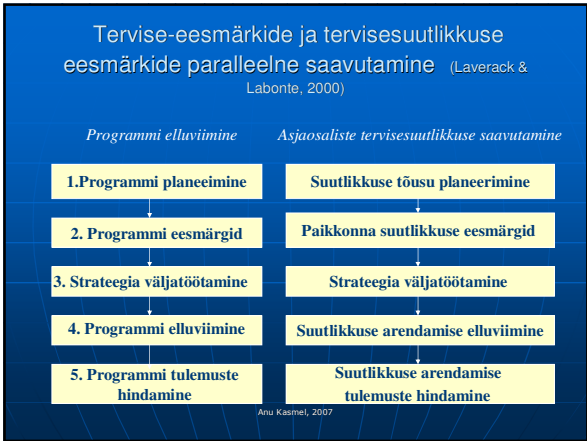 Tervise-eesmärkide ja tervisesuutlikkuse
eesmärkide paralleelne saavutamine (Laverack &
Labonte, 2000)
Programmi elluviimine
Asjaosaliste tervisesuutlikkuse saavutamine
1.Programmi planeeimine
Suutlikkuse tõusu planeerimine
2. Programmi eesmärgid
Paikkonna suutlikkuse eesmärgid
3. Strateegia väljatöötamine
Strateegia väljatöötamine
4. Programmi elluviimine
Suutlikkuse arendamise elluviimine
5. Programmi tulemuste
hindamine
Suutlikkuse arendamise
tulemuste hindamine
Anu Kasmel, 2007